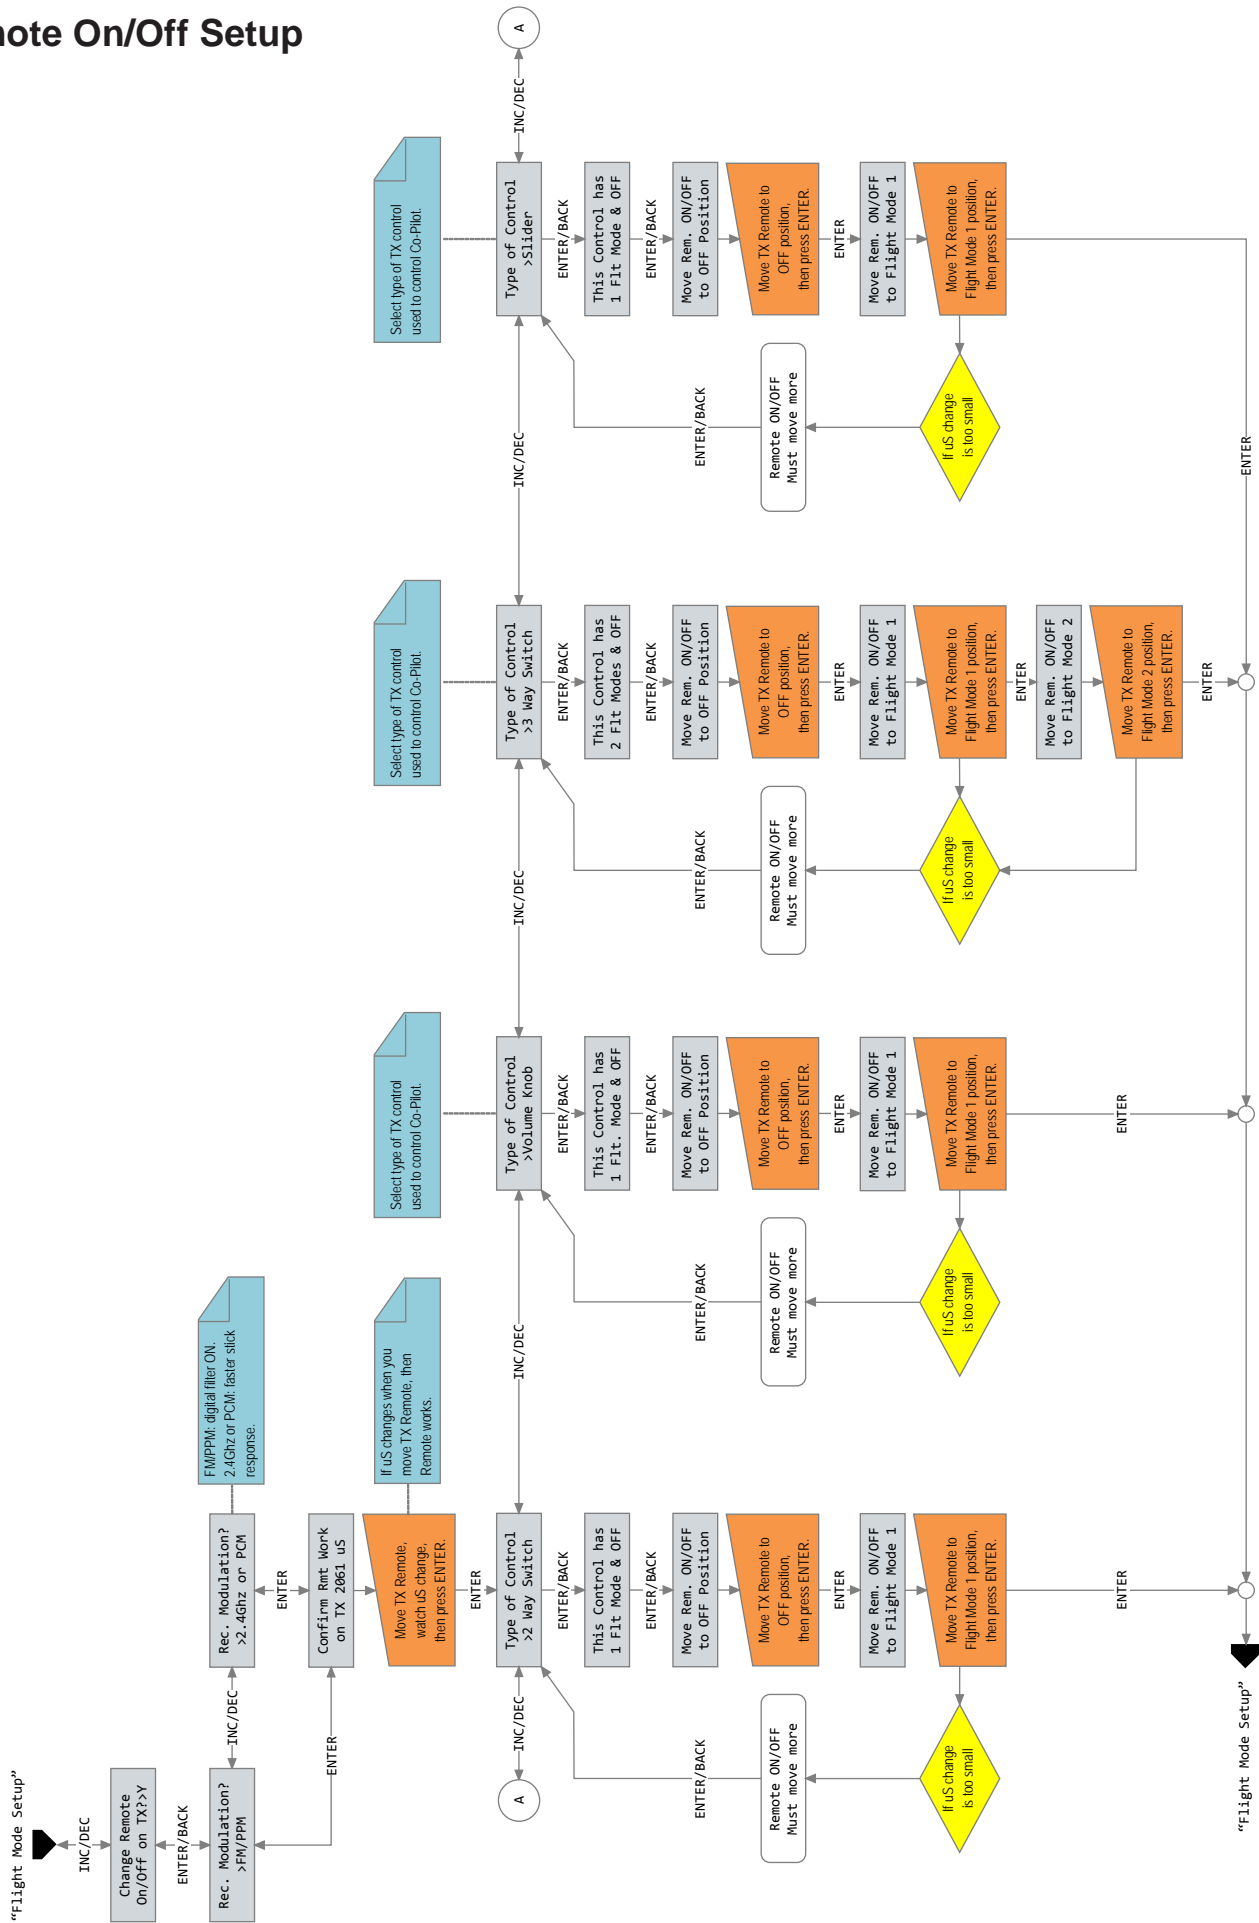 note On/Off Setup
“Flight Mode Setup”
INC/DEC
Change Remote
On/Off on TX?>Y
ENTER/BACK
Rec. Modulation?
>FM/PPM
INC/DEC
Rec. Modulation?
>2.4Ghz or PCM
FM/PPM: digital filter ON.
2.4Ghz or PCM: faster stick
response.
ENTER
ENTER
Confirm Rmt Work
on TX 2061 uS
Move TX Remote,
watch uS change,
then press ENTER.
If uS changes when you
move TX Remote, then
Remote works.
ENTER
A
INC/DEC
Type of Control
>2 Way Switch
ENTER/BACK
This Control has
1 Flt Mode & OFF
ENTER/BACK
Move Rem. ON/OFF
to OFF Position
Move TX Remote to
OFF position,
then press ENTER.
ENTER
Move Rem. ON/OFF
to Flight Mode 1
Move TX Remote to
Flight Mode 1 position,
then press ENTER.
If uS change
is too small
Remote ON/OFF
Must move more
ENTER/BACK
ENTER
INC/DEC
Select type of TX control
used to control Co-Pilot.
Type of Control
>Volume Knob
ENTER/BACK
This Control has
1 Flt. Mode & OFF
ENTER/BACK
Move Rem. ON/OFF
to OFF Position
Move TX Remote to
OFF position,
then press ENTER.
ENTER
Move Rem. ON/OFF
to Flight Mode 1
Move TX Remote to
Flight Mode 1 position,
then press ENTER.
If uS change
is too small
Remote ON/OFF
Must move more
ENTER/BACK
ENTER
INC/DEC
Select type of TX control
used to control Co-Pilot.
Type of Control
>3 Way Switch
ENTER/BACK
This Control has
2 Flt Modes & OFF
ENTER/BACK
Move Rem. ON/OFF
to OFF Position
Move TX Remote to
OFF position,
then press ENTER.
ENTER
Move Rem. ON/OFF
to Flight Mode 1
Move TX Remote to
Flight Mode 1 position,
then press ENTER.
ENTER
Move Rem. ON/OFF
to Flight Mode 2
Move TX Remote to
Flight Mode 2 position,
then press ENTER.
ENTER
If uS change
is too small
Remote ON/OFF
Must move more
ENTER/BACK
INC/DEC
Select type of TX control
used to control Co-Pilot.
Type of Control
>Slider
ENTER/BACK
This Control has
1 Flt Mode & OFF
ENTER/BACK
Move Rem. ON/OFF
to OFF Position
Move TX Remote to
OFF position,
then press ENTER.
ENTER
Move Rem. ON/OFF
to Flight Mode 1
Move TX Remote to
Flight Mode 1 position,
then press ENTER.
If uS change
is too small
Remote ON/OFF
Must move more
ENTER/BACK
ENTER
INC/DEC
A
“Flight Mode Setup”